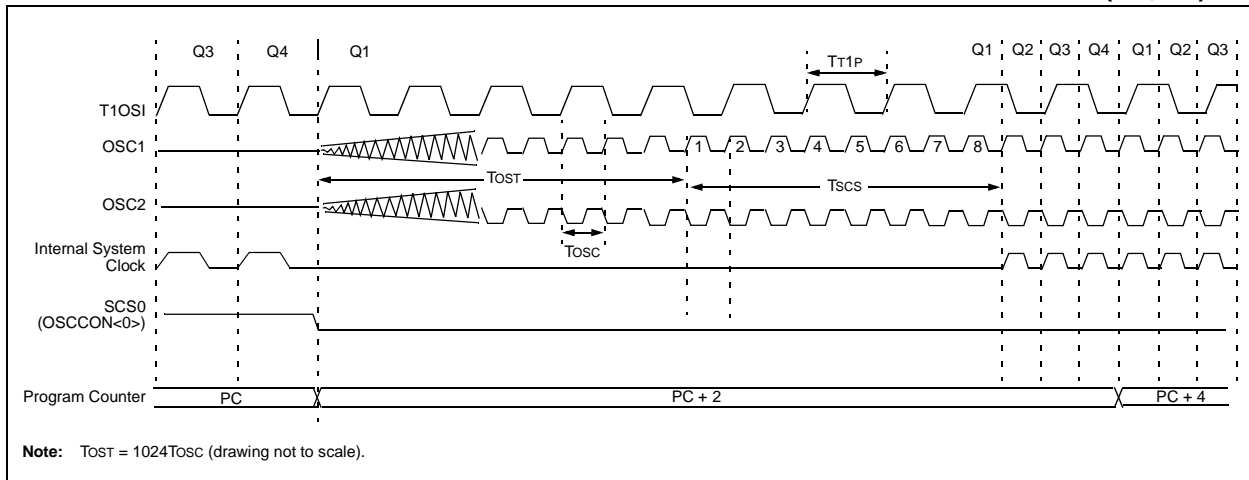 Q3 Q4 Q1 Q1 Q2 Q3 Q4 Q1 Q2 Q3
TT1P
T1OSI
OSC1
1 2 3 4 5 6 7 8
TOST
TSCS
OSC2
TOSC
Internal System
Clock
SCS0
(OSCCON<0>)
Program Counter
PC PC + 2 PC + 4
Note: TOST = 1024TOSC (drawing not to scale).